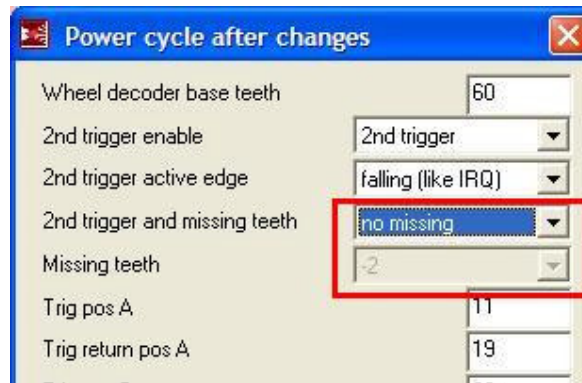 Power cycle after changes
Wheel decoder base teeth 60
2nd trigger enable 2nd trigger
2nd trigger active edge falling (like IRQ)
2nd trigger and missing teeth no missing
Missing teeth -2
Trig pos A 11
Trig return pos A 19